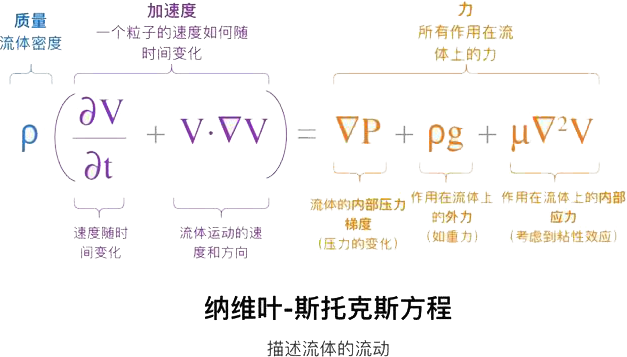 质量
流体密度
加速度
一个粒子的速度如何随
时间变化
力
所有作用在流
体上的力
ρ(∂V/∂t + V·∇V) = ∇P + ρg + μ∇²V
速度随时
间变化
流体运动的速
度和方向
流体的内部压力
梯度
(压力的变化)
作用在流体上
的外力
(如重力)
作用在流体上的内部
应力
(考虑到粘性效应)
纳维叶-斯托克斯方程
描述流体的流动